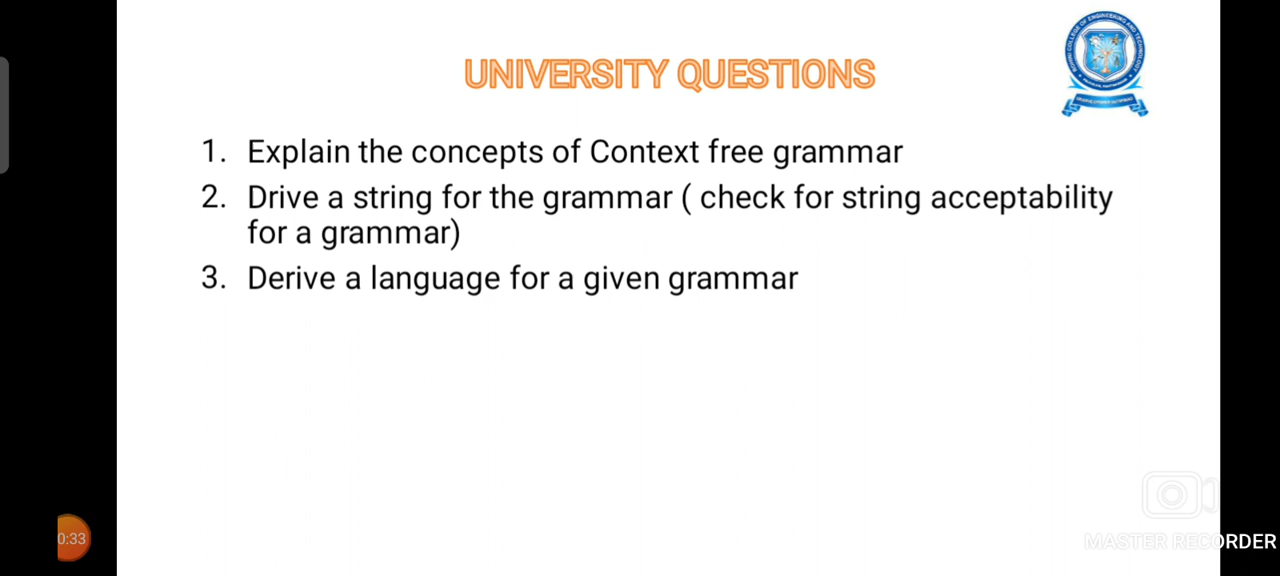 UNIVERSITY QUESTIONS
1. Explain the concepts of Context free grammar
2. Drive a string for the grammar ( check for string acceptability
for a grammar)
3. Derive a language for a given grammar
0:33
MASTER RECORDER